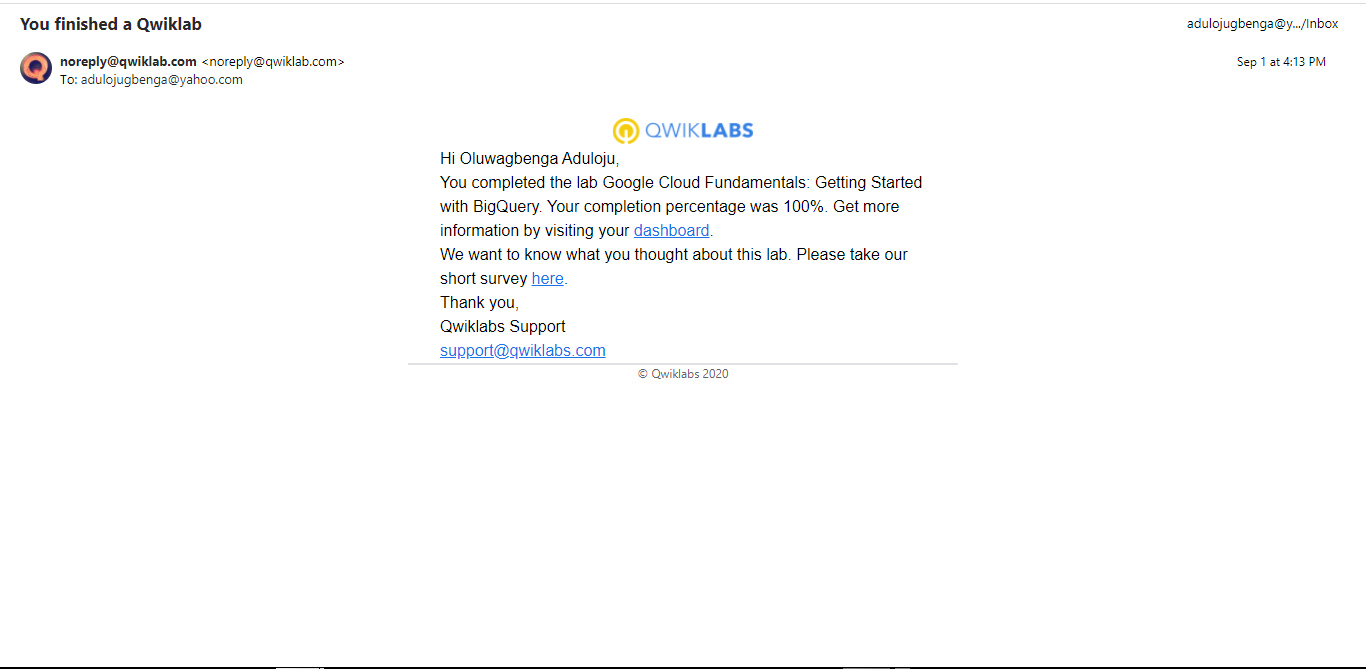 You finished a Qwiklab
adulojugbenga@y.../Inbox
noreply@qwiklab.com <noreply@qwiklab.com>
Sep 1 at 4:13 PM
To: adulojugbenga@yahoo.com
QWIKLABS
Hi Oluwagbenga Aduloju,
You completed the lab Google Cloud Fundamentals: Getting Started
with BigQuery. Your completion percentage was 100%. Get more
information by visiting your dashboard.
We want to know what you thought about this lab. Please take our
short survey here.
Thank you,
Qwiklabs Support
support@qwiklabs.com
© Qwiklabs 2020